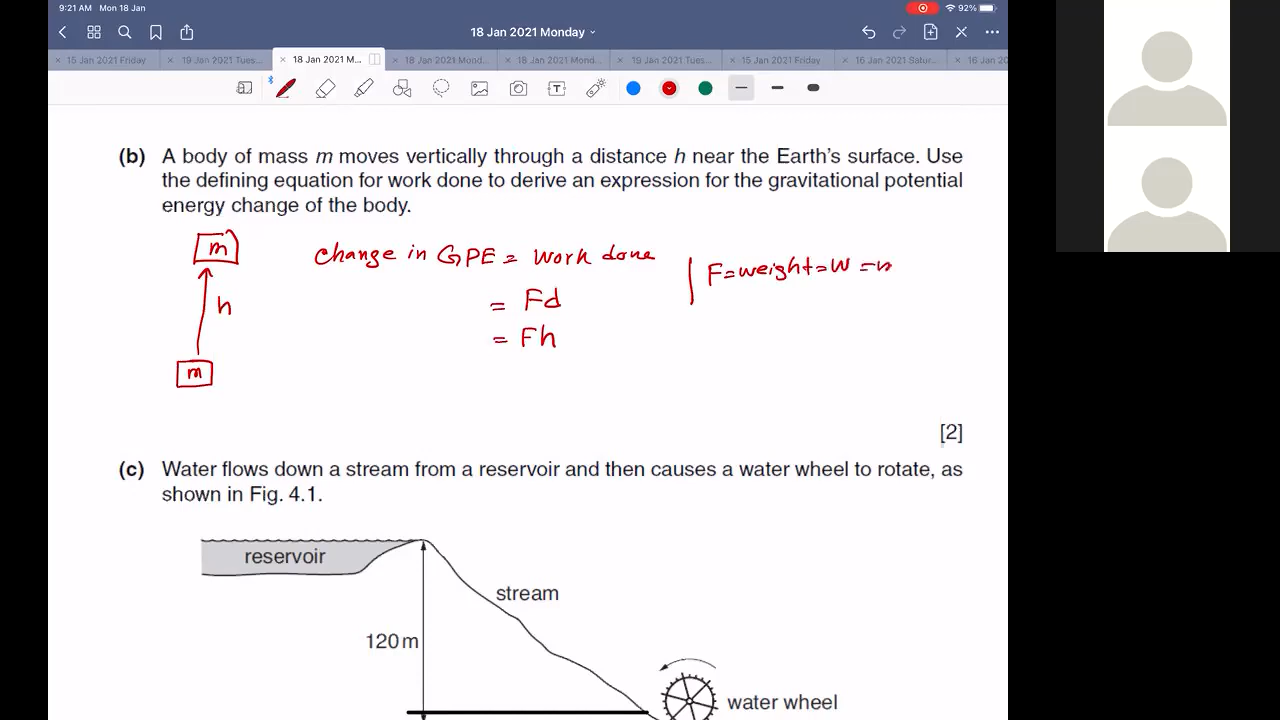 9:21 AM Mon 18 Jan
92%
18 Jan 2021 Monday
15 Jan 2021 Friday
19 Jan 2021 Tues...
18 Jan 2021 M...
18 Jan 2021 Mond...
18 Jan 2021 Mon...
19 Jan 2021 Tues...
15 Jan 2021 Friday
16 Jan 2021 Satur...
16 Jan 20
T
(b) A body of mass m moves vertically through a distance h near the Earth's surface. Use
the defining equation for work done to derive an expression for the gravitational potential
energy change of the body.
m
h
m
change in GPE = work done
= Fd
= Fh
F=weight=W =
[2]
(c) Water flows down a stream from a reservoir and then causes a water wheel to rotate, as
shown in Fig. 4.1.
reservoir
stream
120 m
water wheel